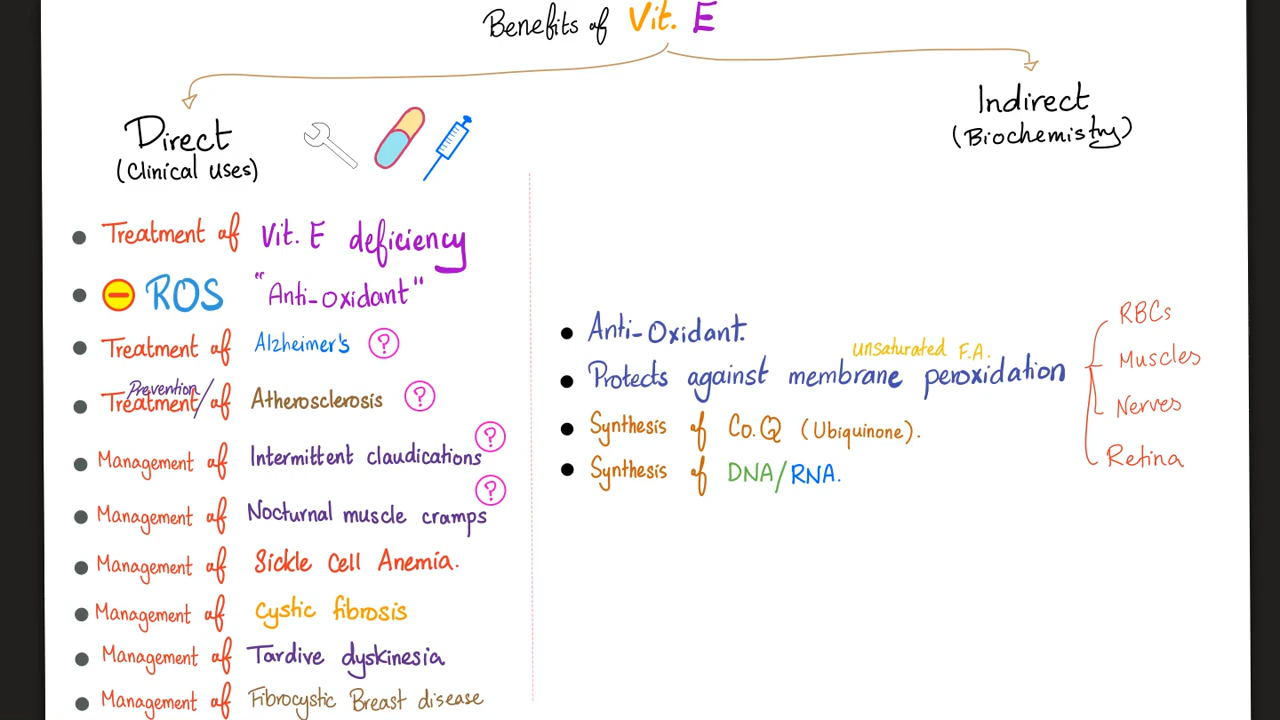 Benefits of Vit. E
Direct
(Clinical uses)
Treatment of Vit. E deficiency
ROS "Anti-oxidant"
Treatment of Alzheimer's ?
Prevention/
Treatment of Atherosclerosis ?
Management of Intermittent claudications ?
Management of Nocturnal muscle cramps ?
Management of Sickle Cell Anemia.
Management of Cystic fibrosis
Management of Tardive dyskinesia
Management of Fibrocystic Breast disease
Indirect
(Biochemistry)
Anti-Oxidant.
unsaturated F.A.
Protects against membrane peroxidation
RBCs
Muscles
Nerves
Retina
Synthesis of Co.Q (Ubiquinone).
Synthesis of DNA/RNA.